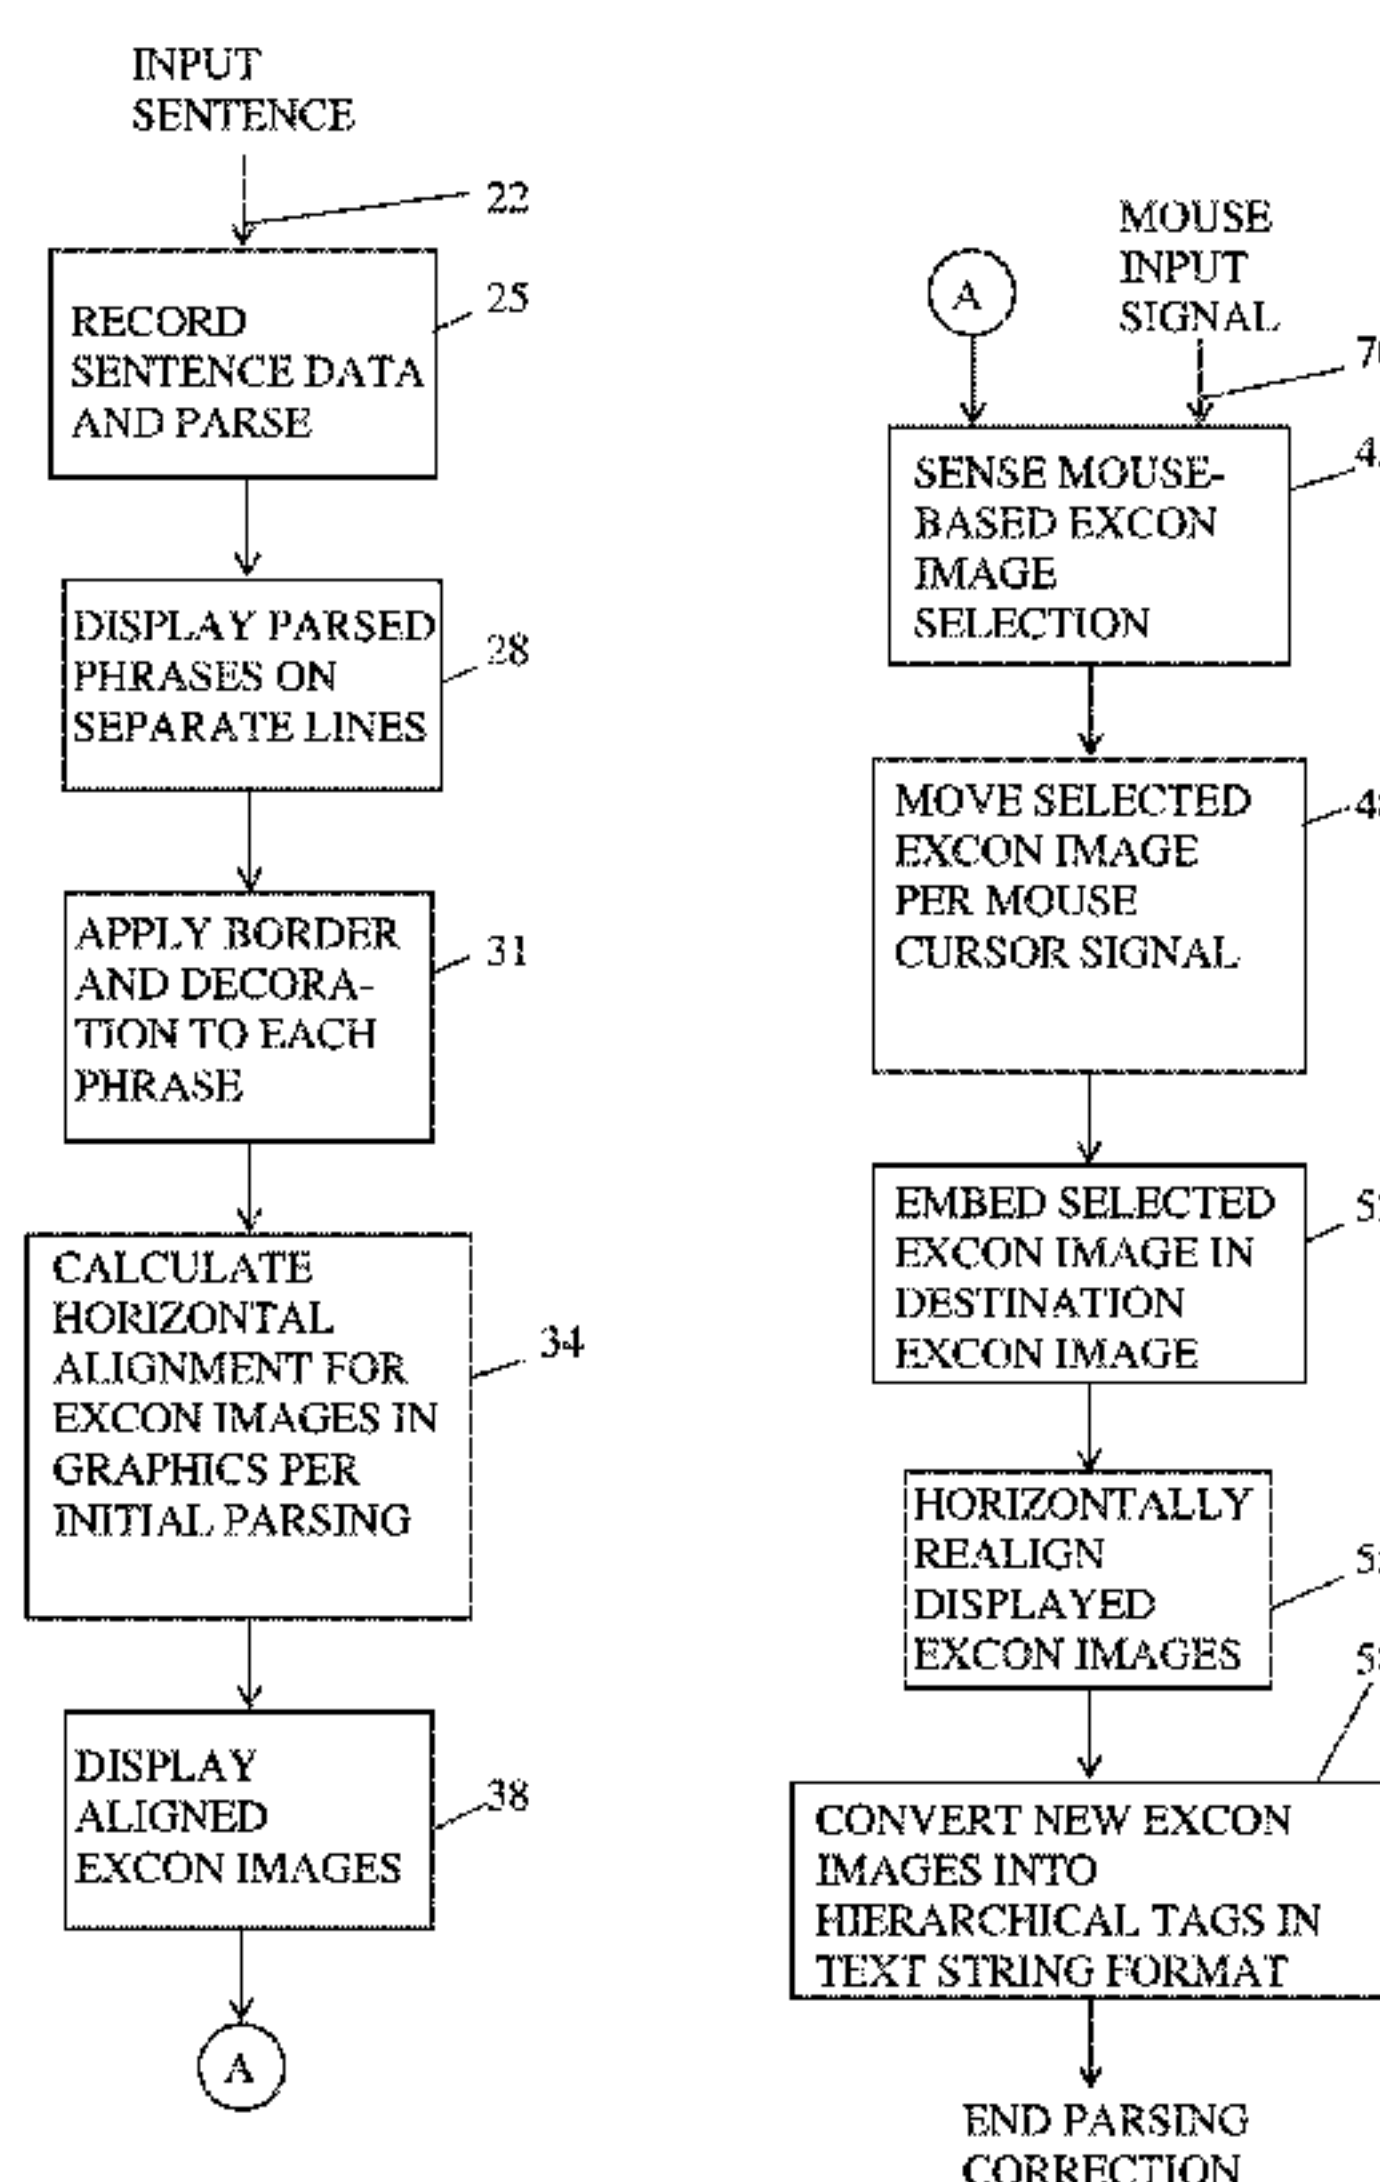 INPUT
SENTENCE
22
RECORD
SENTENCE DATA
AND PARSE
25
DISPLAY PARSED
PHRASES ON
SEPARATE LINES
28
APPLY BORDER
AND DECORA-
TION TO EACH
PHRASE
31
CALCULATE
HORIZONTAL
ALIGNMENT FOR
EXCON IMAGES IN
GRAPHICS PER
INITIAL PARSING
34
DISPLAY
ALIGNED
EXCON IMAGES
38
A
A
MOUSE
INPUT
SIGNAL
SENSE MOUSE-
BASED EXCON
IMAGE
SELECTION
MOVE SELECTED
EXCON IMAGE
PER MOUSE
CURSOR SIGNAL
EMBED SELECTED
EXCON IMAGE IN
DESTINATION
EXCON IMAGE
HORIZONTALLY
REALIGN
DISPLAYED
EXCON IMAGES
CONVERT NEW EXCON
IMAGES INTO
HIERARCHICAL TAGS IN
TEXT STRING FORMAT
END PARSING
CORRECTION